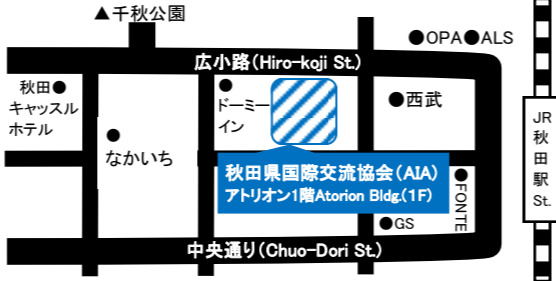 ▲千秋公園
●OPA●ALS
広小路(Hiro-koji St.)
秋田●
キャッスル
ホテル
●
ドーミー
イン
●西武
JR
秋田駅
St.
●
なかいち
秋田県国際交流協会(AIA)
アトリオン1階Atorion Bldg.(1F)
●FONTE
●GS
中央通り(Chuo-Dori St.)